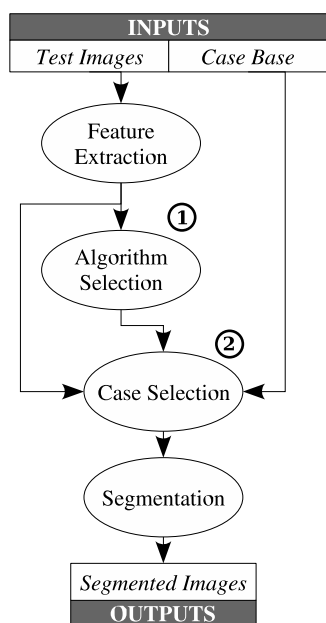 INPUTS
Test Images Case Base
Feature
Extraction
1
Algorithm
Selection
2
Case Selection
Segmentation
Segmented Images
OUTPUTS